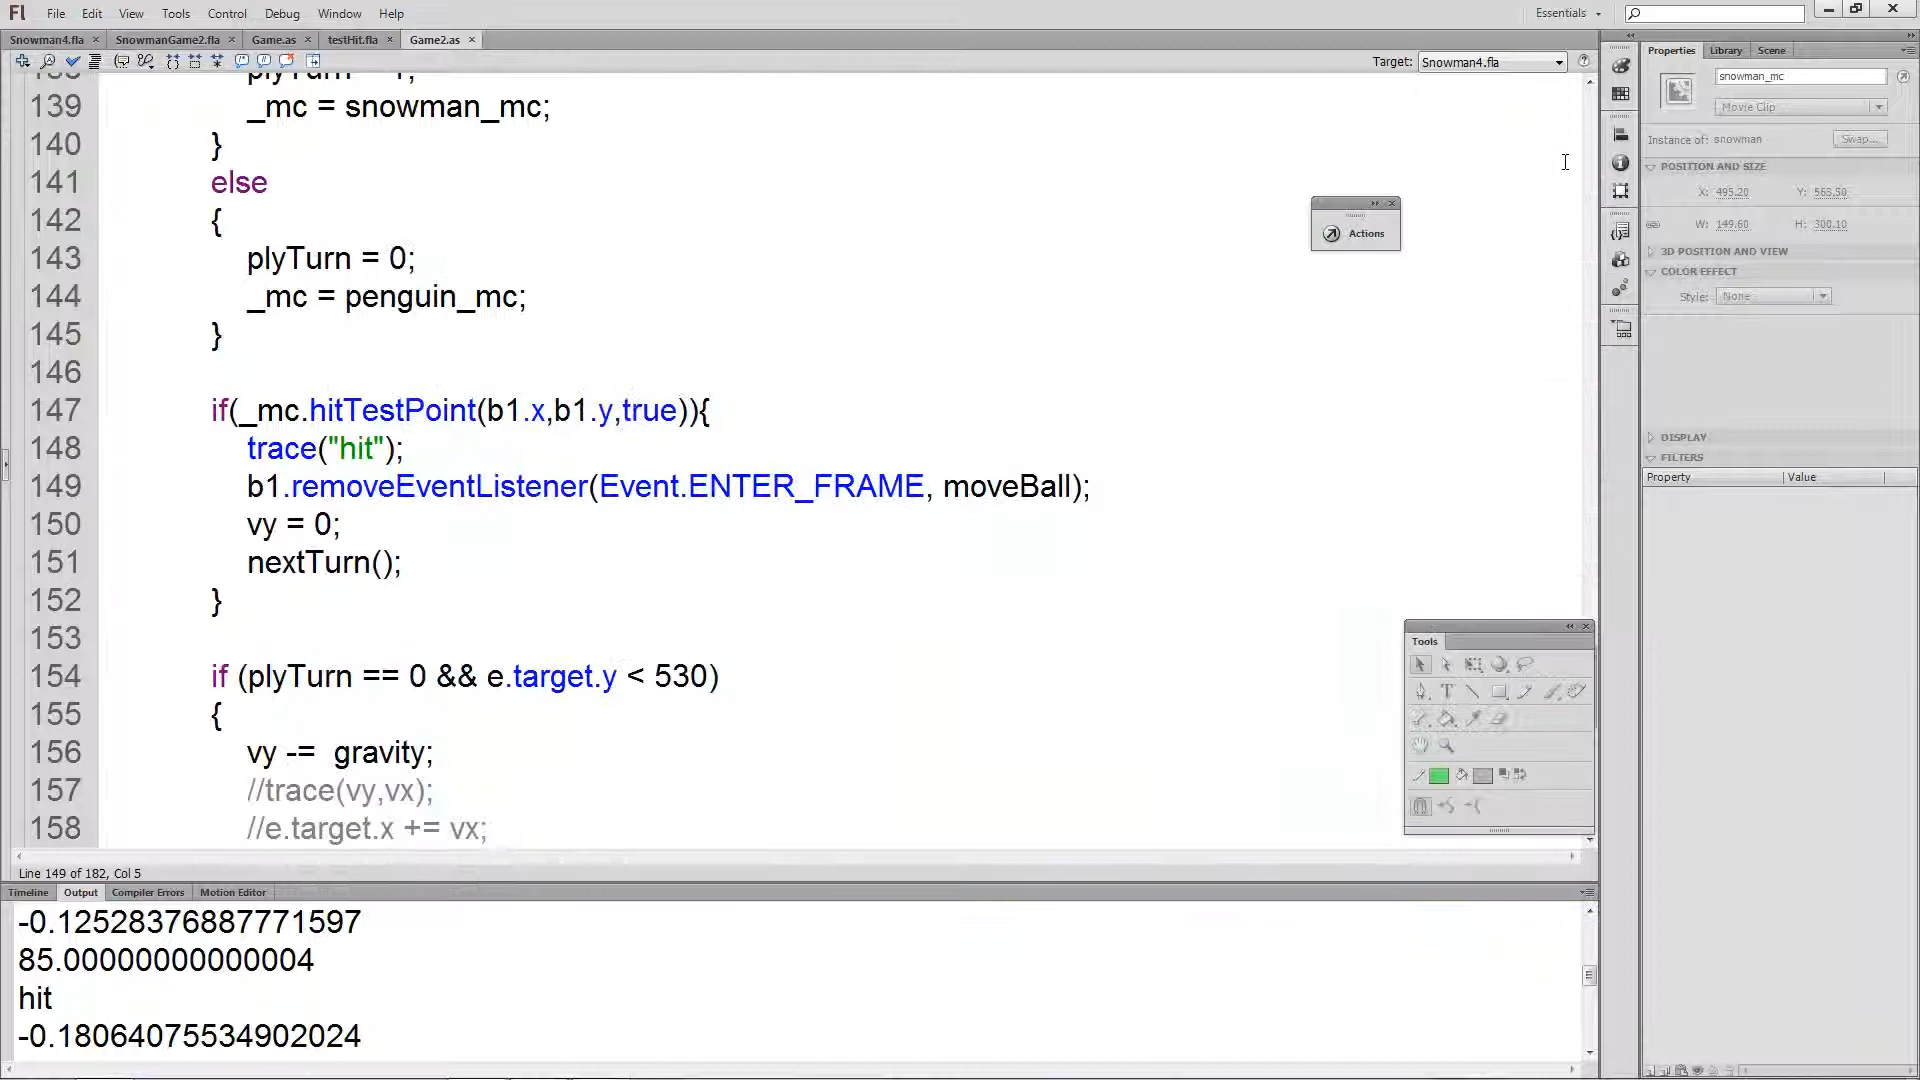 Fl File Edit View Tools Control Debug Window Help Essentials
Snowman4.fla × SnowmanGame2.fla × Game.as × testHit.fla × Game2.as ×
Target: Snowman4.fla
139 _mc = snowman_mc;
140 }
141 else
142 {
143 plyTurn = 0;
144 _mc = penguin_mc;
145 }
146
147 if(_mc.hitTestPoint(b1.x,b1.y,true)){
148 trace("hit");
149 b1.removeEventListener(Event.ENTER_FRAME, moveBall);
150 vy = 0;
151 nextTurn();
152 }
153
154 if (plyTurn == 0 && e.target.y < 530)
155 {
156 vy -=  gravity;
157 //trace(vy,vx);
158 //e.target.x += vx;
Line 149 of 182, Col 5
Timeline Output Compiler Errors Motion Editor
-0.12528376887771597
85.00000000000004
hit
-0.18064075534902024
Actions
Tools
Properties Library Scene
snowman_mc
Movie Clip
Instance of: snowman Swap...
POSITION AND SIZE
X: 495.20 Y: 563.50
W: 149.60 H: 300.10
3D POSITION AND VIEW
COLOR EFFECT
Style: None
DISPLAY
FILTERS
Property Value